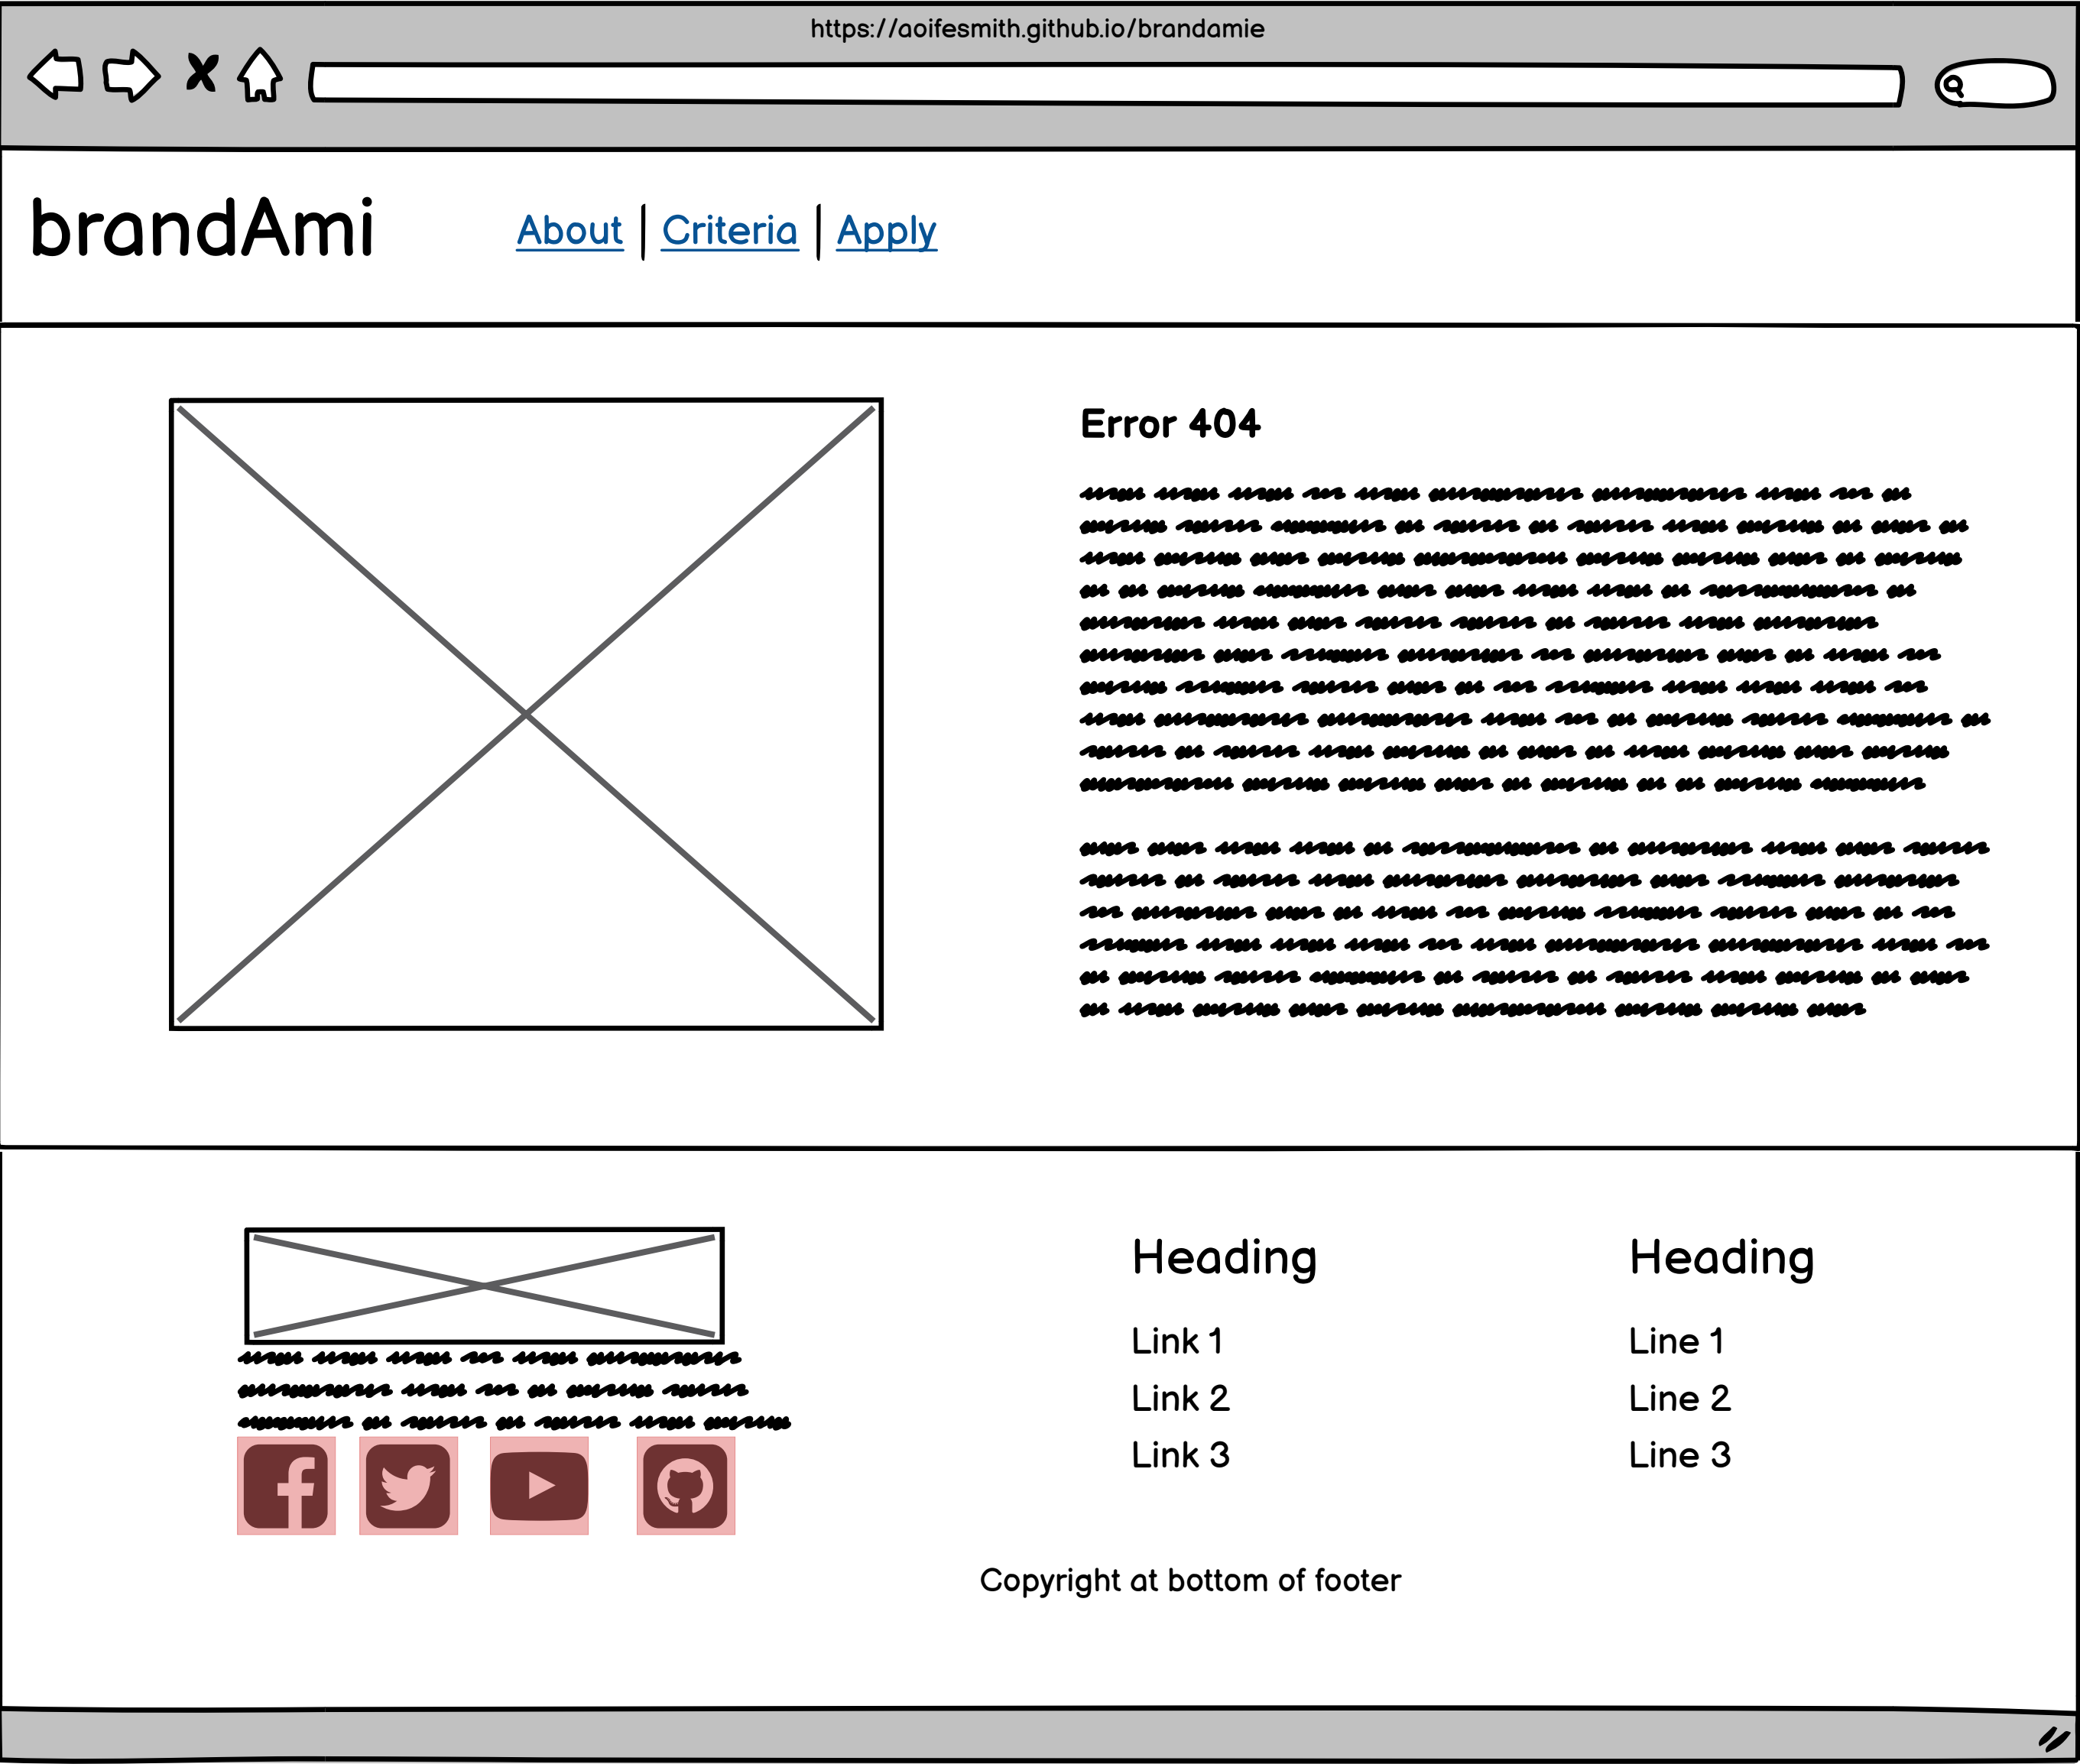 https://aoifesmith.github.io/brandamie
brandAmi
About | Criteria | Apply
Error 404
Heading
Link 1
Link 2
Link 3
Heading
Line 1
Line 2
Line 3
Copyright at bottom of footer